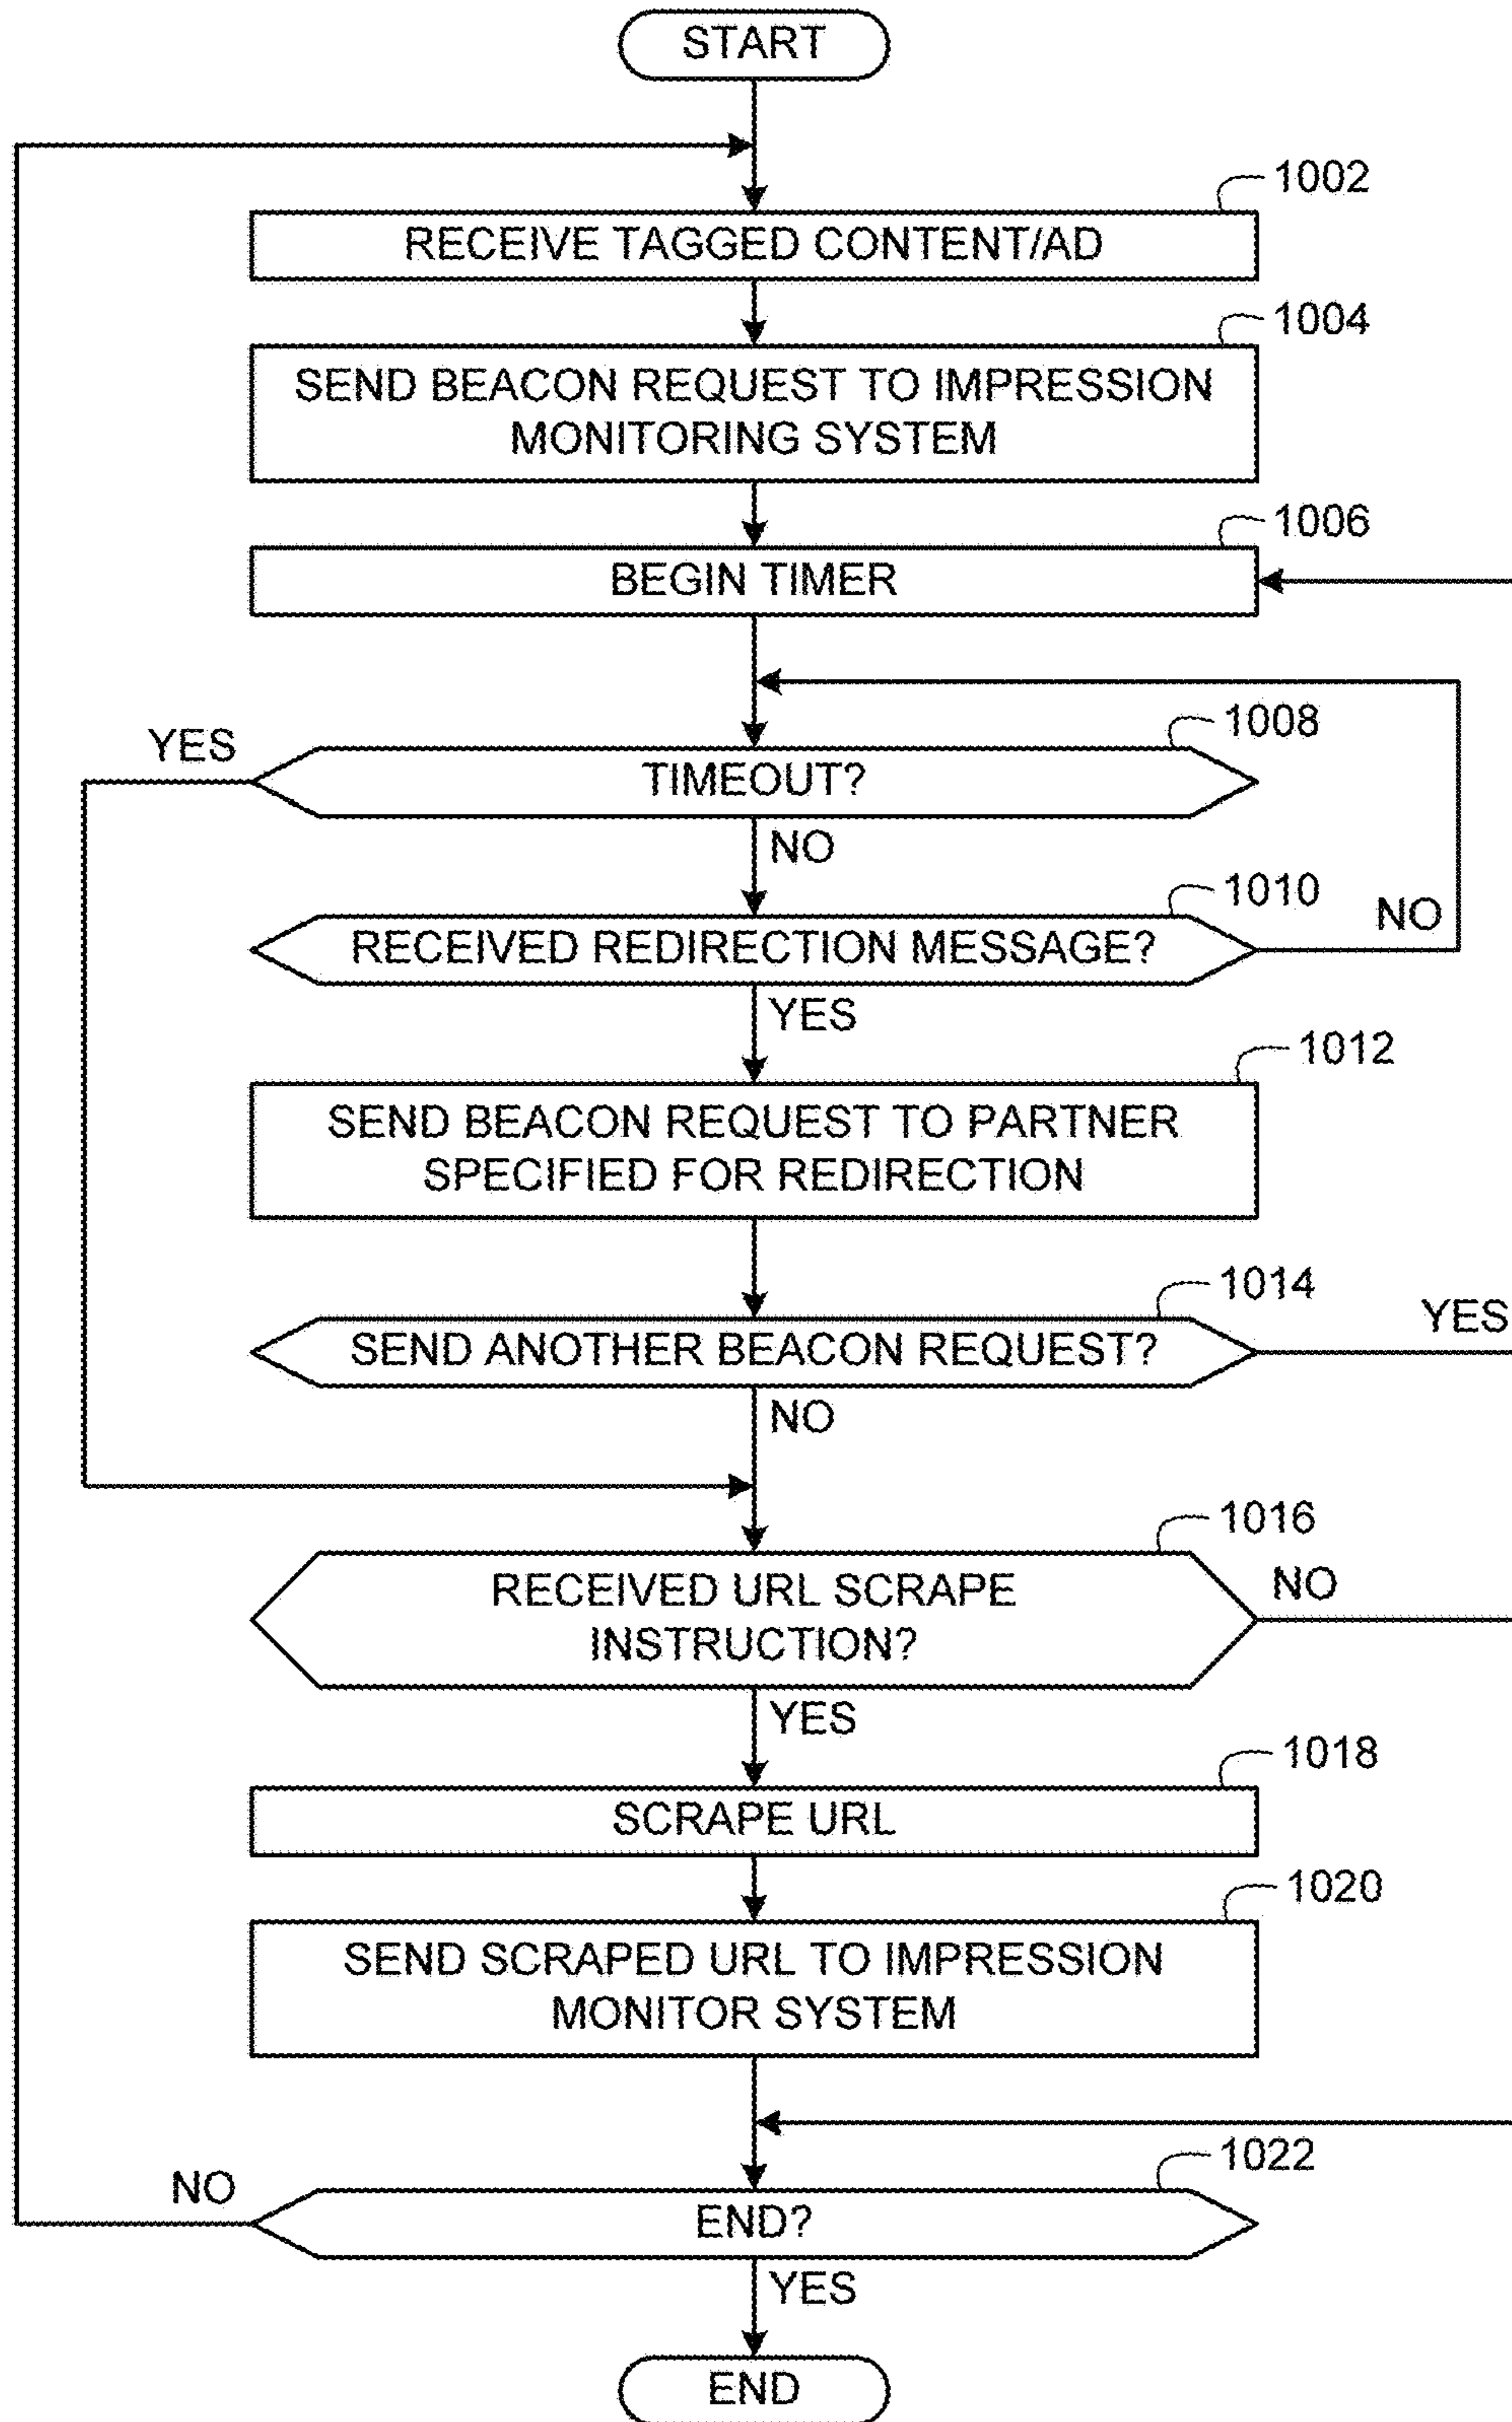 START
1002
RECEIVE TAGGED CONTENT/AD
1004
SEND BEACON REQUEST TO IMPRESSION
MONITORING SYSTEM
1006
BEGIN TIMER
1008
YES
TIMEOUT?
NO
1010
NO
RECEIVED REDIRECTION MESSAGE?
YES
1012
SEND BEACON REQUEST TO PARTNER
SPECIFIED FOR REDIRECTION
1014
YES
SEND ANOTHER BEACON REQUEST?
NO
1016
NO
RECEIVED URL SCRAPE
INSTRUCTION?
YES
1018
SCRAPE URL
1020
SEND SCRAPED URL TO IMPRESSION
MONITOR SYSTEM
1022
NO
END?
YES
END